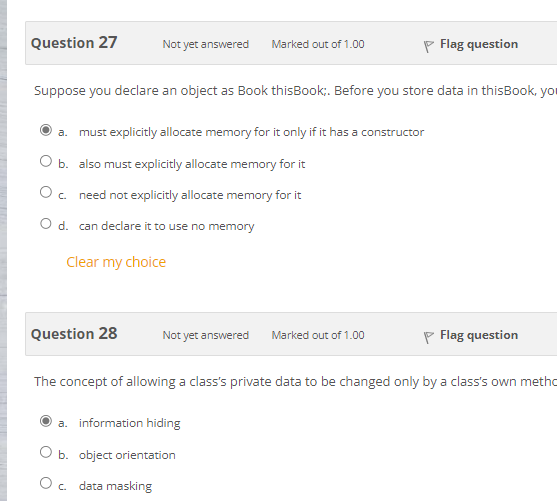 Question 27 Not yet answered Marked out of 1.00 Flag question
Suppose you declare an object as Book thisBook;. Before you store data in thisBook, you
a. must explicitly allocate memory for it only if it has a constructor
b. also must explicitly allocate memory for it
c. need not explicitly allocate memory for it
d. can declare it to use no memory
Clear my choice
Question 28 Not yet answered Marked out of 1.00 Flag question
The concept of allowing a class’s private data to be changed only by a class’s own metho
a. information hiding
b. object orientation
c. data masking